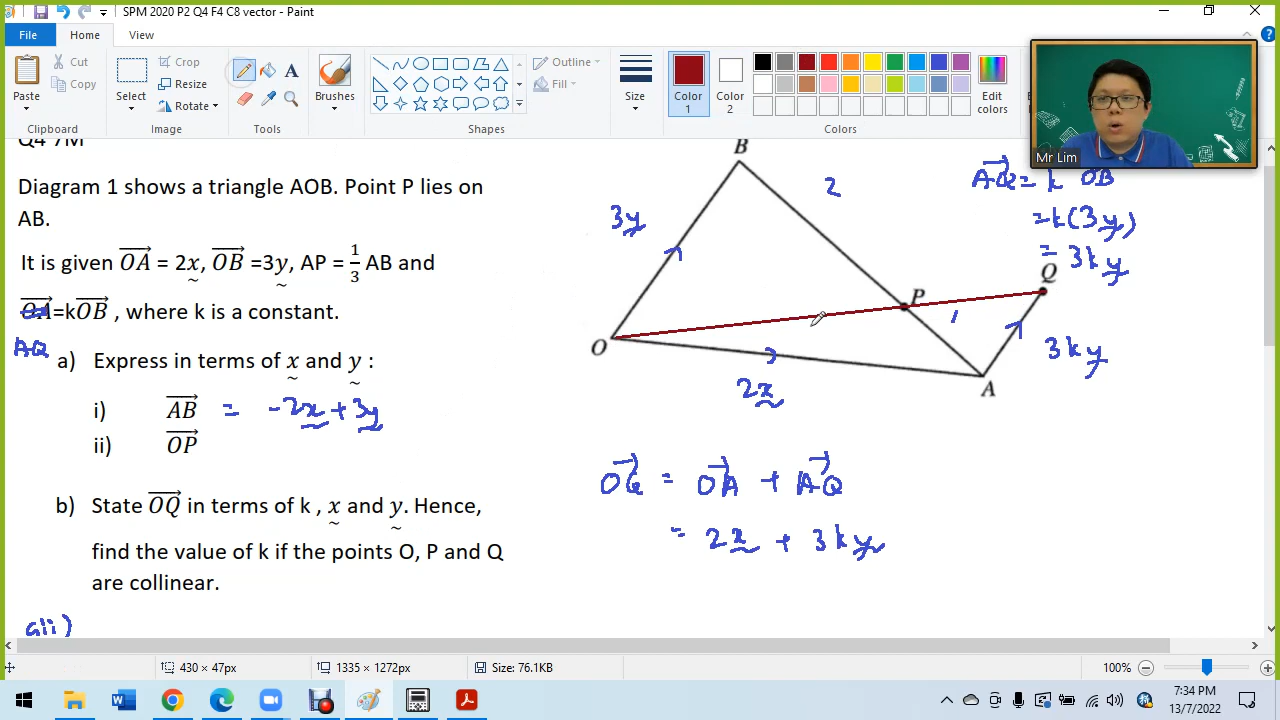 SPM 2020 P2 Q4 F4 C8 vector - Paint
File
Home
View
Paste
Cut
Copy
Clipboard
Select
Crop
Resize
Rotate
Image
A
Tools
Brushes
Outline
Fill
Shapes
Size
Color 1
Color 2
Edit colors
Colors
Mr Lim
Q4 7M
Diagram 1 shows a triangle AOB. Point P lies on
AB.
It is given OA = 2x, OB =3y, AP = 1/3 AB and
OA=kOB , where k is a constant.
AQ
a) Express in terms of x and y :
i) AB = -2x + 3y
ii) OP
b) State OQ in terms of k , x and y. Hence,
find the value of k if the points O, P and Q
are collinear.
aii)
B
2
3y
P
1
Q
O
2x
A
3ky
AQ = k OB
= k(3y)
= 3ky
OQ = OA + AQ
= 2x + 3ky
430 × 47px
1335 × 1272px
Size: 76.1KB
100%
7:34 PM
13/7/2022